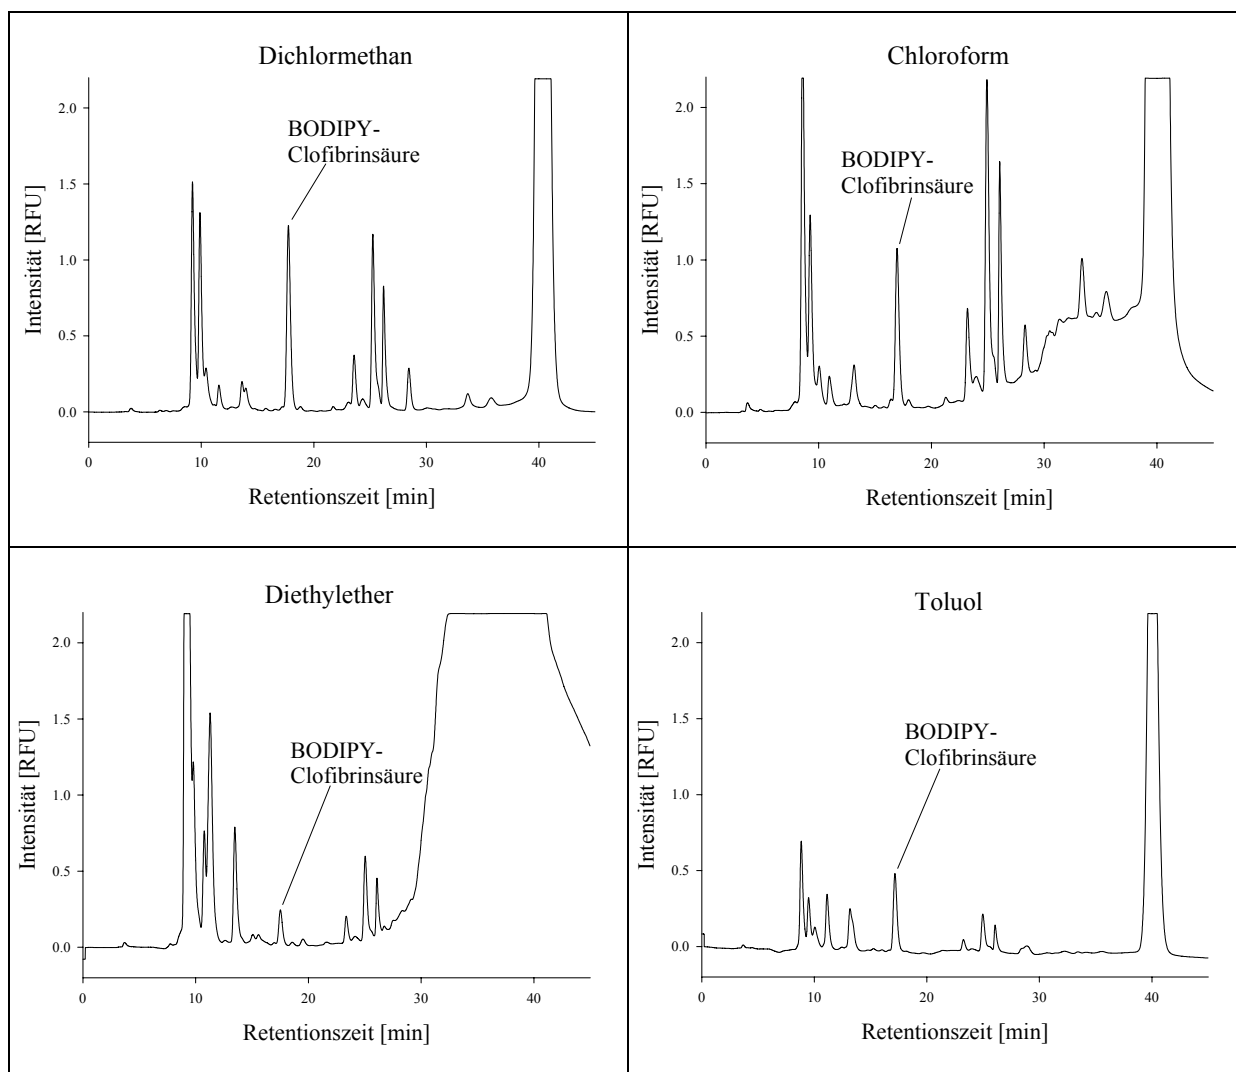 Dichlormethan
2.0
1.5
1.0
0.5
0.0
Intensität [RFU]
BODIPY-
Clofibrinsäure
0 10 20 30 40
Retentionszeit [min]
Chloroform
2.0
1.5
1.0
0.5
0.0
Intensität [RFU]
BODIPY-
Clofibrinsäure
0 10 20 30 40
Retentionszeit [min]
Diethylether
2.0
1.5
1.0
0.5
0.0
Intensität [RFU]
BODIPY-
Clofibrinsäure
0 10 20 30 40
Retentionszeit [min]
Toluol
2.0
1.5
1.0
0.5
0.0
Intensität [RFU]
BODIPY-
Clofibrinsäure
0 10 20 30 40
Retentionszeit [min]